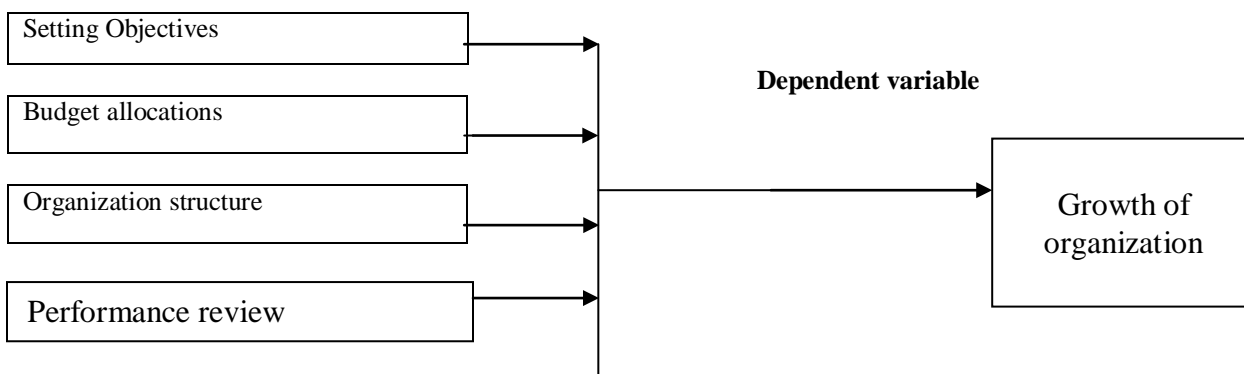 Setting Objectives
Dependent variable
Budget allocations
Organization structure
Growth of
organization
Performance review